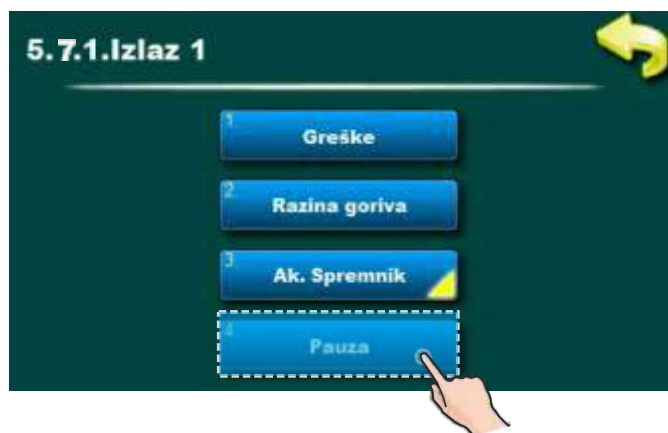 5.7.1.Izlaz 1
1
Greške
2
Razina goriva
3
Ak. Spremnik
4
Pauza